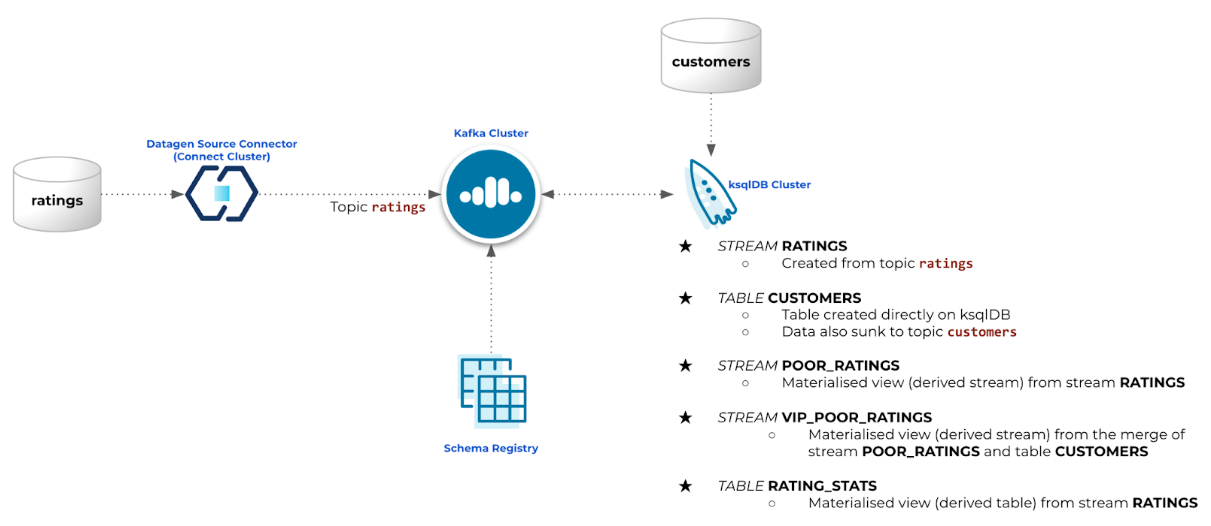 customers
Kafka Cluster
Datagen Source Connector
(Connect Cluster)
ratings
Topic ratings
ksqlDB Cluster
★ STREAM RATINGS
○ Created from topic ratings
★ TABLE CUSTOMERS
○ Table created directly on ksqlDB
○ Data also sunk to topic customers
★ STREAM POOR_RATINGS
○ Materialised view (derived stream) from stream RATINGS
★ STREAM VIP_POOR_RATINGS
○ Materialised view (derived stream) from the merge of
stream POOR_RATINGS and table CUSTOMERS
★ TABLE RATING_STATS
○ Materialised view (derived table) from stream RATINGS
Schema Registry